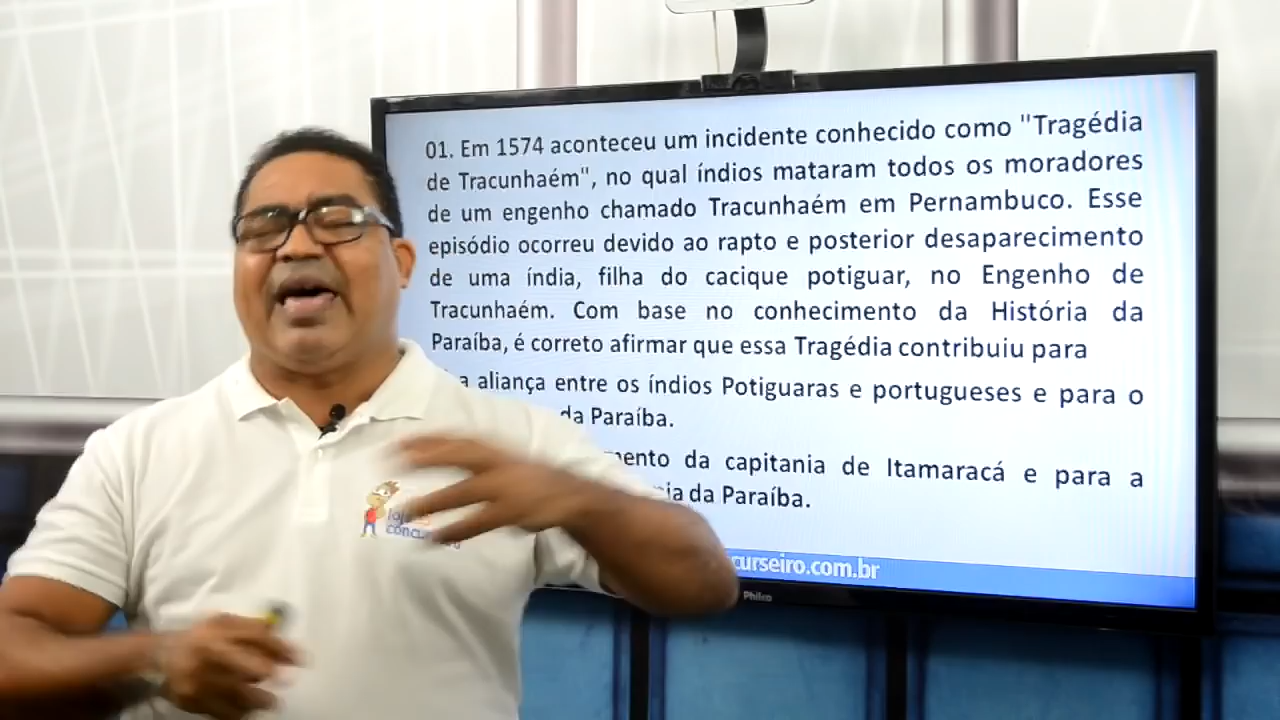 01. Em 1574 aconteceu um incidente conhecido como "Tragédia
de Tracunhaém", no qual índios mataram todos os moradores
de um engenho chamado Tracunhaém em Pernambuco. Esse
episódio ocorreu devido ao rapto e posterior desaparecimento
de uma índia, filha do cacique potiguar, no Engenho de
Tracunhaém. Com base no conhecimento da História da
Paraíba, é correto afirmar que essa Tragédia contribuiu para
a aliança entre os índios Potiguaras e portugueses e para o
da Paraíba.
da capitania de Itamaracá e para a
da Paraíba.
curseiro.com.br
Philco